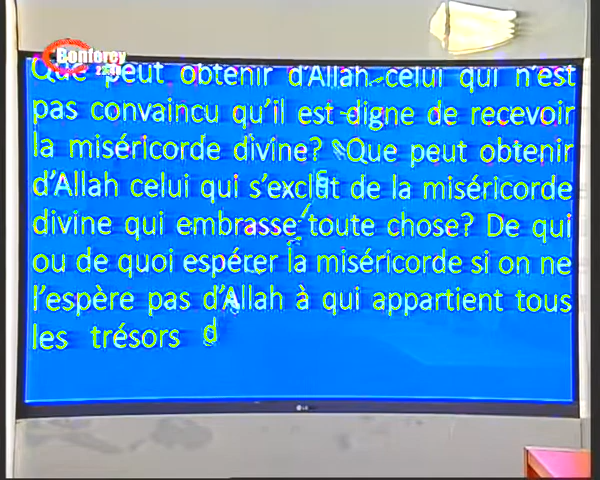 Bonferey
Que peut obtenir d'Allah celui qui n'est
pas convaincu qu'il est digne de recevoir
la miséricorde divine? Que peut obtenir
d'Allah celui qui s'exclut de la miséricorde
divine qui embrasse toute chose? De qui
ou de quoi espérer la miséricorde si on ne
l'espère pas d'Allah à qui appartient tous
les trésors d
LG